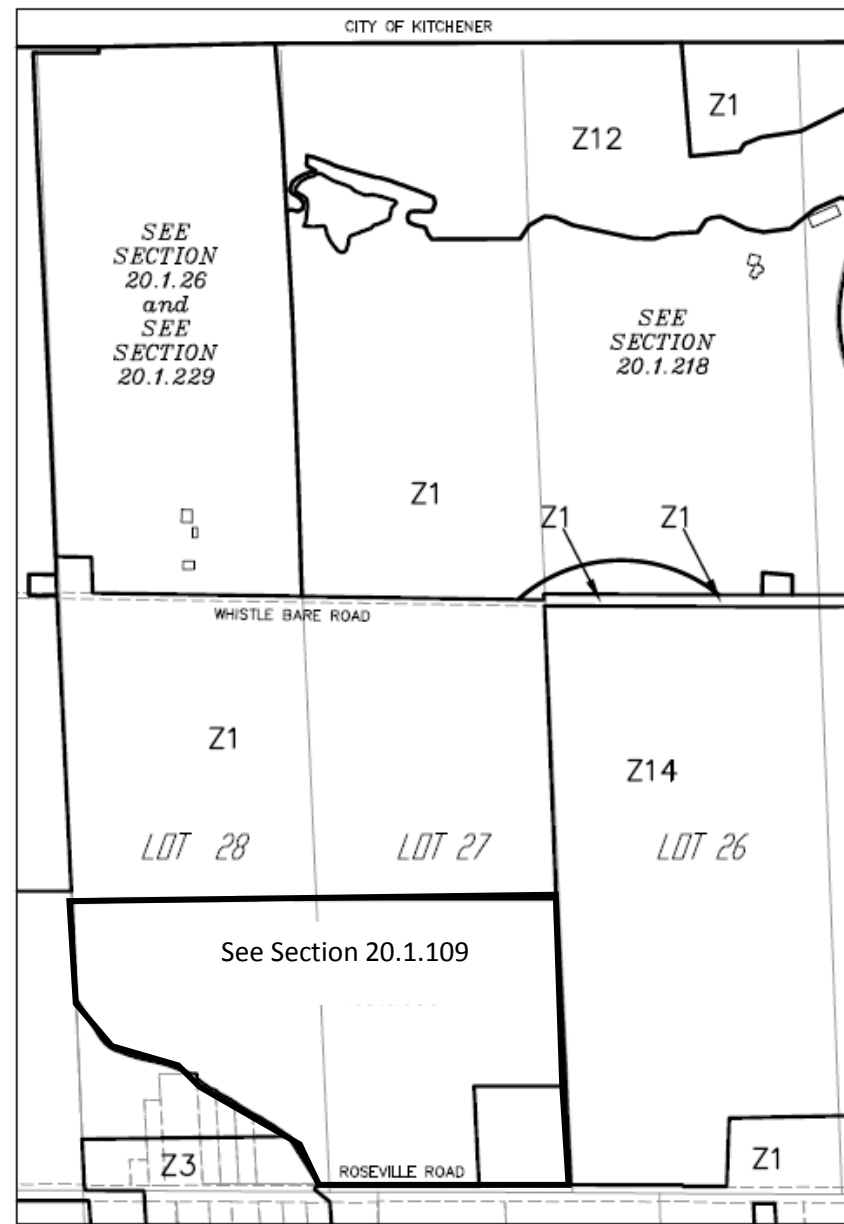 CITY OF KITCHENER
Z1
Z12
SEE
SECTION
20.1.26
and
SEE
SECTION
20.1.229
SEE
SECTION
20.1.218
Z1
Z1
Z1
WHISTLE BARE ROAD
Z1
Z14
LOT 28
LOT 27
LOT 26
See Section 20.1.109
Z3
ROSEVILLE ROAD
Z1